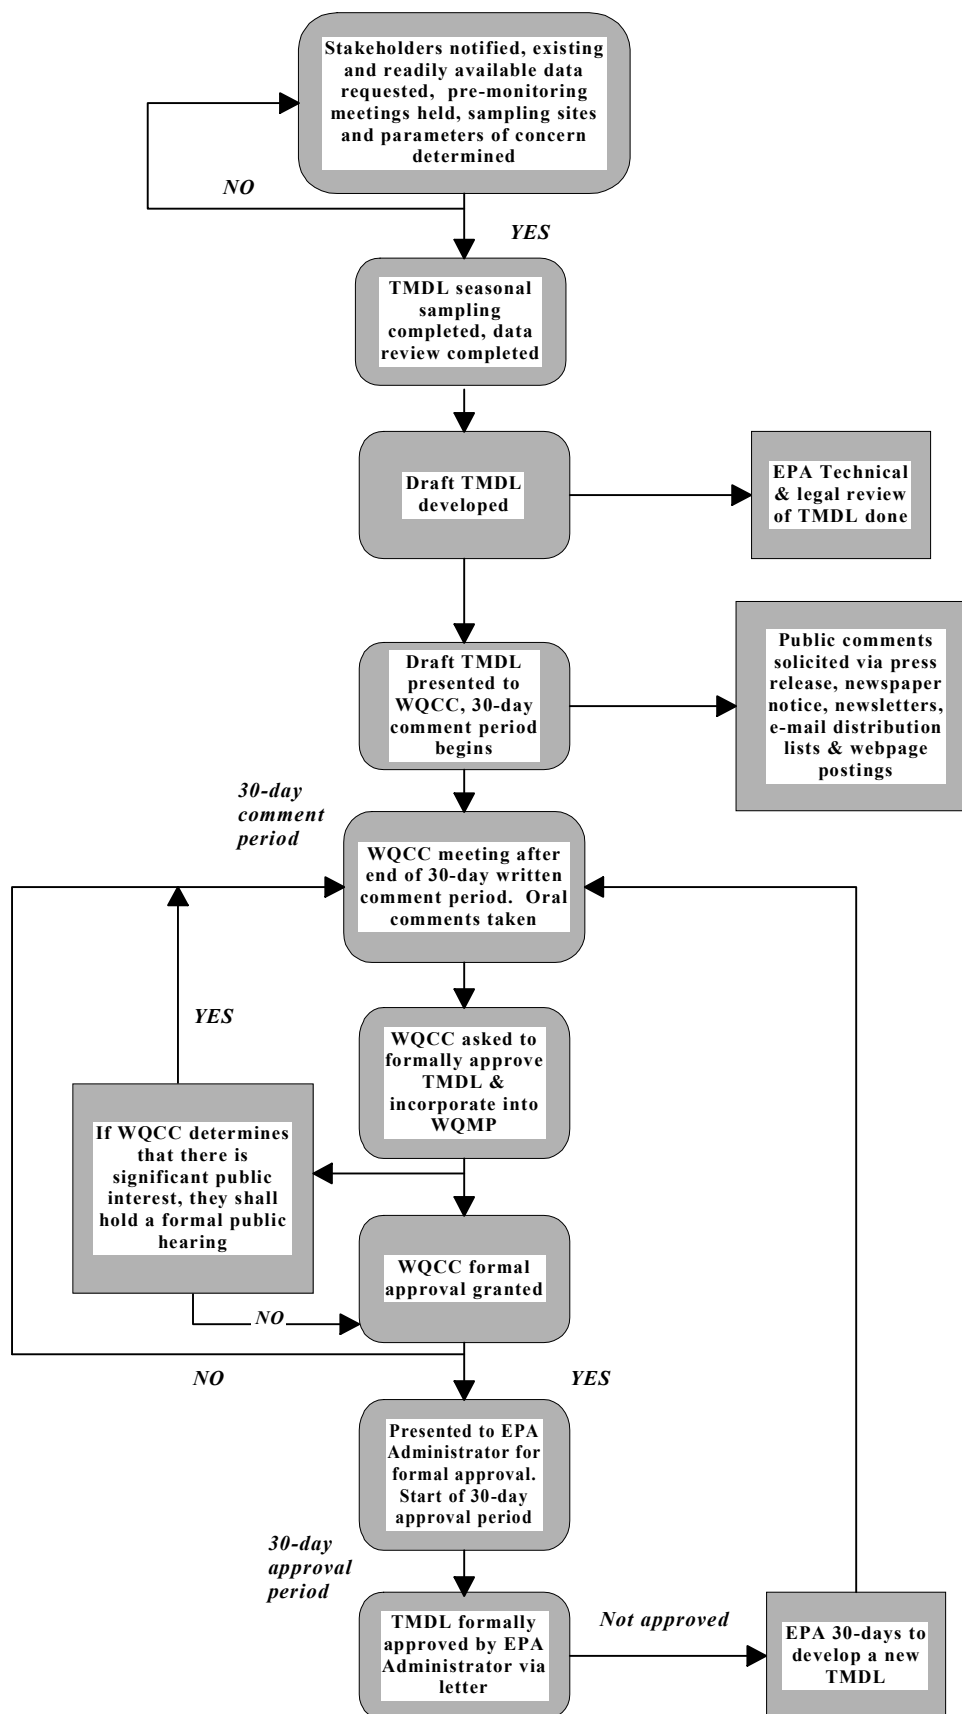 Stakeholders notified, existing
and readily available data
requested, pre-monitoring
meetings held, sampling sites
and parameters of concern
determined
NO
YES
TMDL seasonal
sampling
completed, data
review completed
Draft TMDL
developed
EPA Technical
& legal review
of TMDL done
Draft TMDL
presented to
WQCC, 30-day
comment period
begins
Public comments
solicited via press
release, newspaper
notice, newsletters,
e-mail distribution
lists & webpage
postings
30-day
comment
period
WQCC meeting after
end of 30-day written
comment period. Oral
comments taken
YES
WQCC asked to
formally approve
TMDL &
incorporate into
WQMP
If WQCC determines
that there is
significant public
interest, they shall
hold a formal public
hearing
WQCC formal
approval granted
NO
NO
YES
Presented to EPA
Administrator for
formal approval.
Start of 30-day
approval period
30-day
approval
period
TMDL formally
approved by EPA
Administrator via
letter
Not approved
EPA 30-days to
develop a new
TMDL